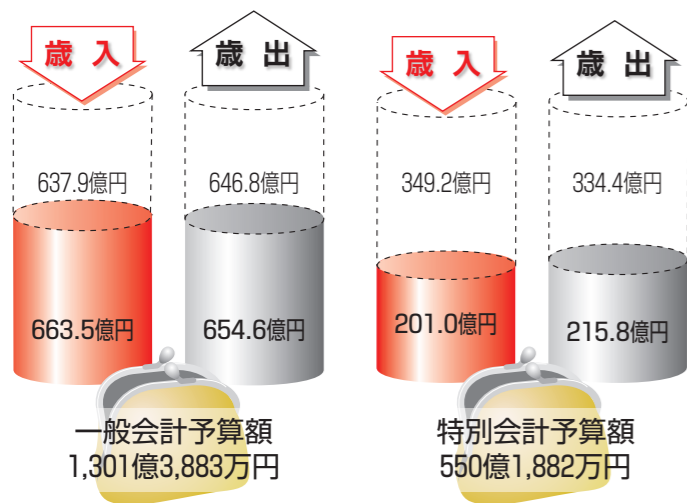 歳 入
歳 出
637.9億円
646.8億円
663.5億円
654.6億円
一般会計予算額
1,301億3,883万円
歳 入
歳 出
349.2億円
334.4億円
201.0億円
215.8億円
特別会計予算額
550億1,882万円